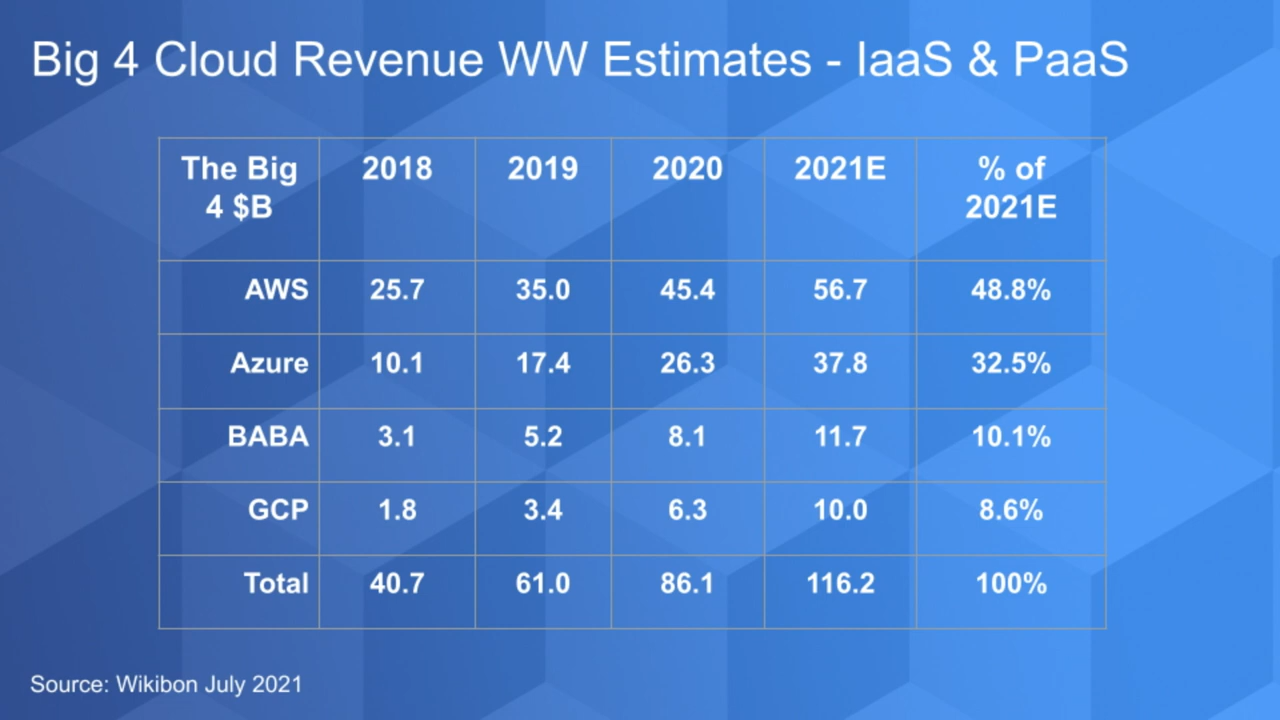 Big 4 Cloud Revenue WW Estimates - IaaS & PaaS
The Big 4 $B 2018 2019 2020 2021E % of 2021E
AWS 25.7 35.0 45.4 56.7 48.8%
Azure 10.1 17.4 26.3 37.8 32.5%
BABA 3.1 5.2 8.1 11.7 10.1%
GCP 1.8 3.4 6.3 10.0 8.6%
Total 40.7 61.0 86.1 116.2 100%
Source: Wikibon July 2021